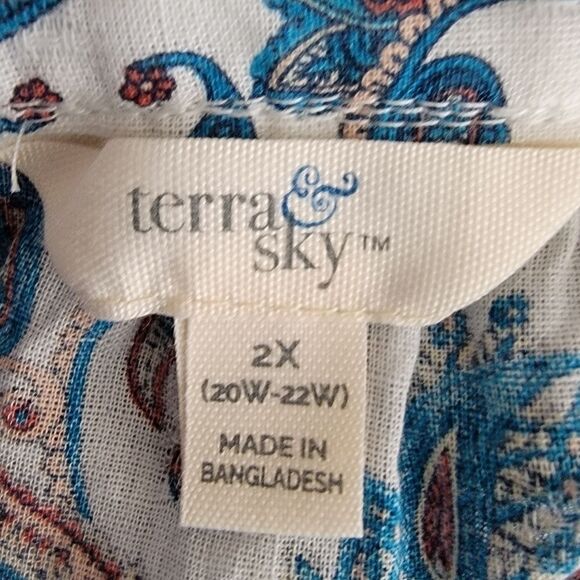 terra &
sky™
2X
(20W-22W)
MADE IN
BANGLADESH